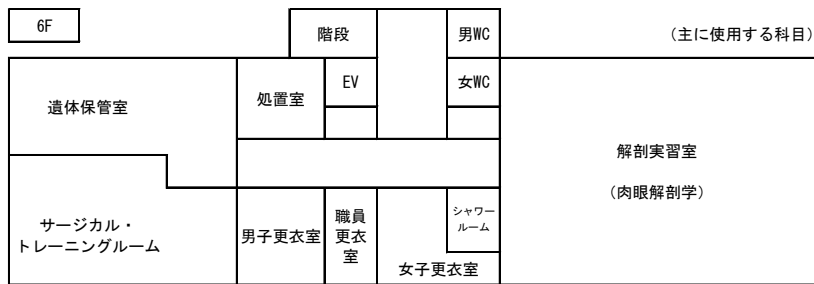 6F
階段
男WC
(主に使用する科目)
遺体保管室
処置室
EV
女WC
解剖実習室
(肉眼解剖学)
サージカル・
トレーニングルーム
男子更衣室
職員
更衣
室
シャワー
ルーム
女子更衣室